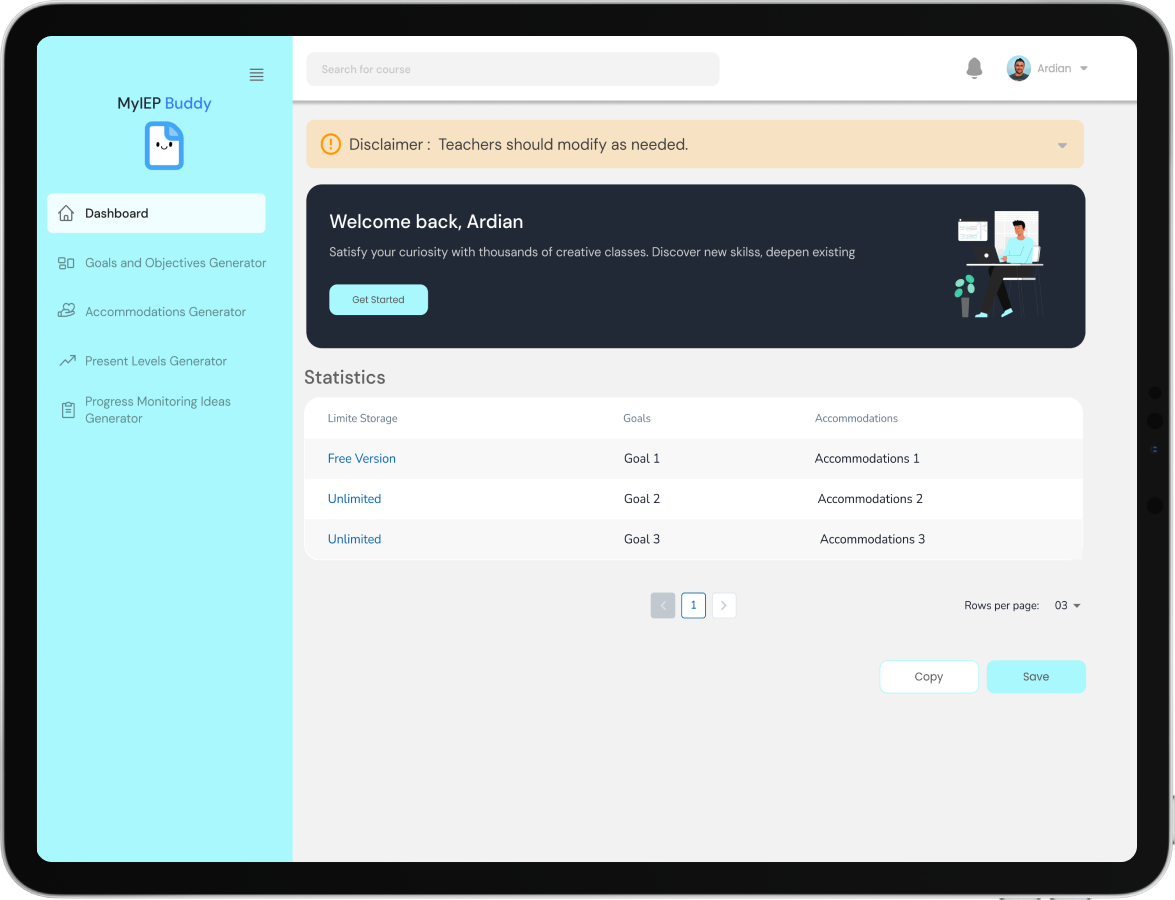 Search for course
Ardian
MyIEP Buddy
Dashboard
Goals and Objectives Generator
Accommodations Generator
Present Levels Generator
Progress Monitoring Ideas
Generator
Disclaimer : Teachers should modify as needed.
Welcome back, Ardian
Satisfy your curiosity with thousands of creative classes. Discover new skilss, deepen existing
Get Started
Statistics
Limite Storage Goals Accommodations
Free Version Goal 1 Accommodations 1
Unlimited Goal 2 Accommodations 2
Unlimited Goal 3 Accommodations 3
1
Rows per page: 03
Copy
Save